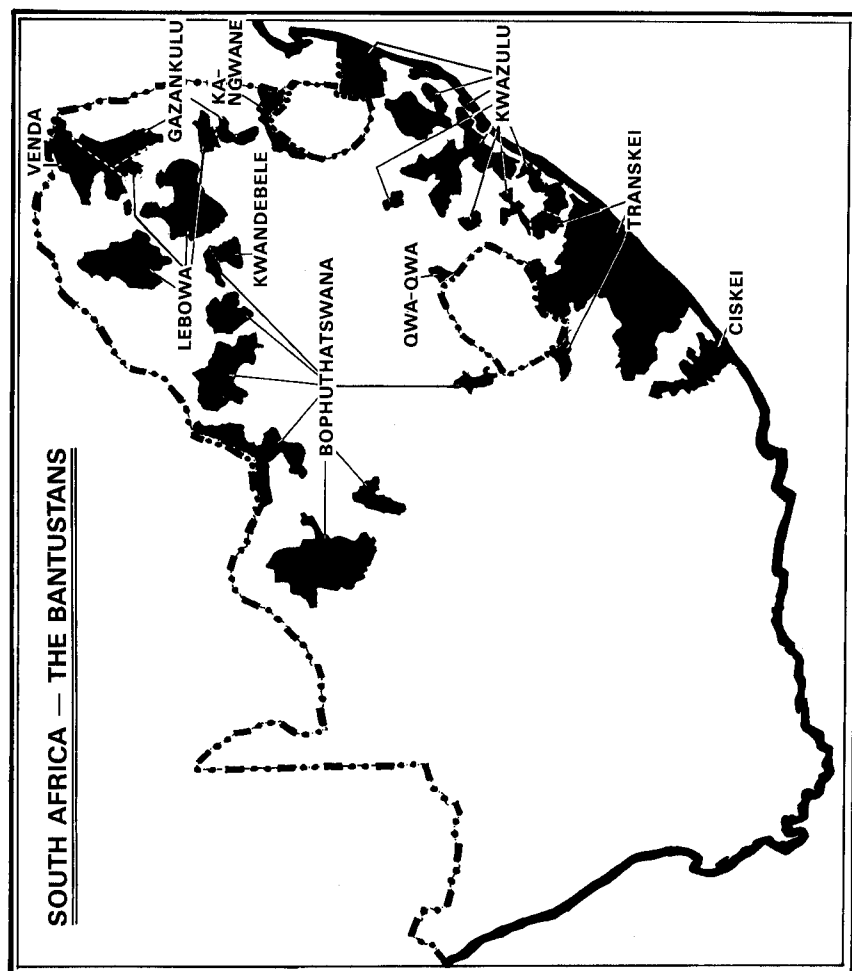 SOUTH AFRICA — THE BANTUSTANS
VENDA
GAZANKULU
KA-
NGWANE
LEBOWA
KWANDEBELE
BOPHUTHATSWANA
KWAZULU
QWA-QWA
TRANSKEI
CISKEI